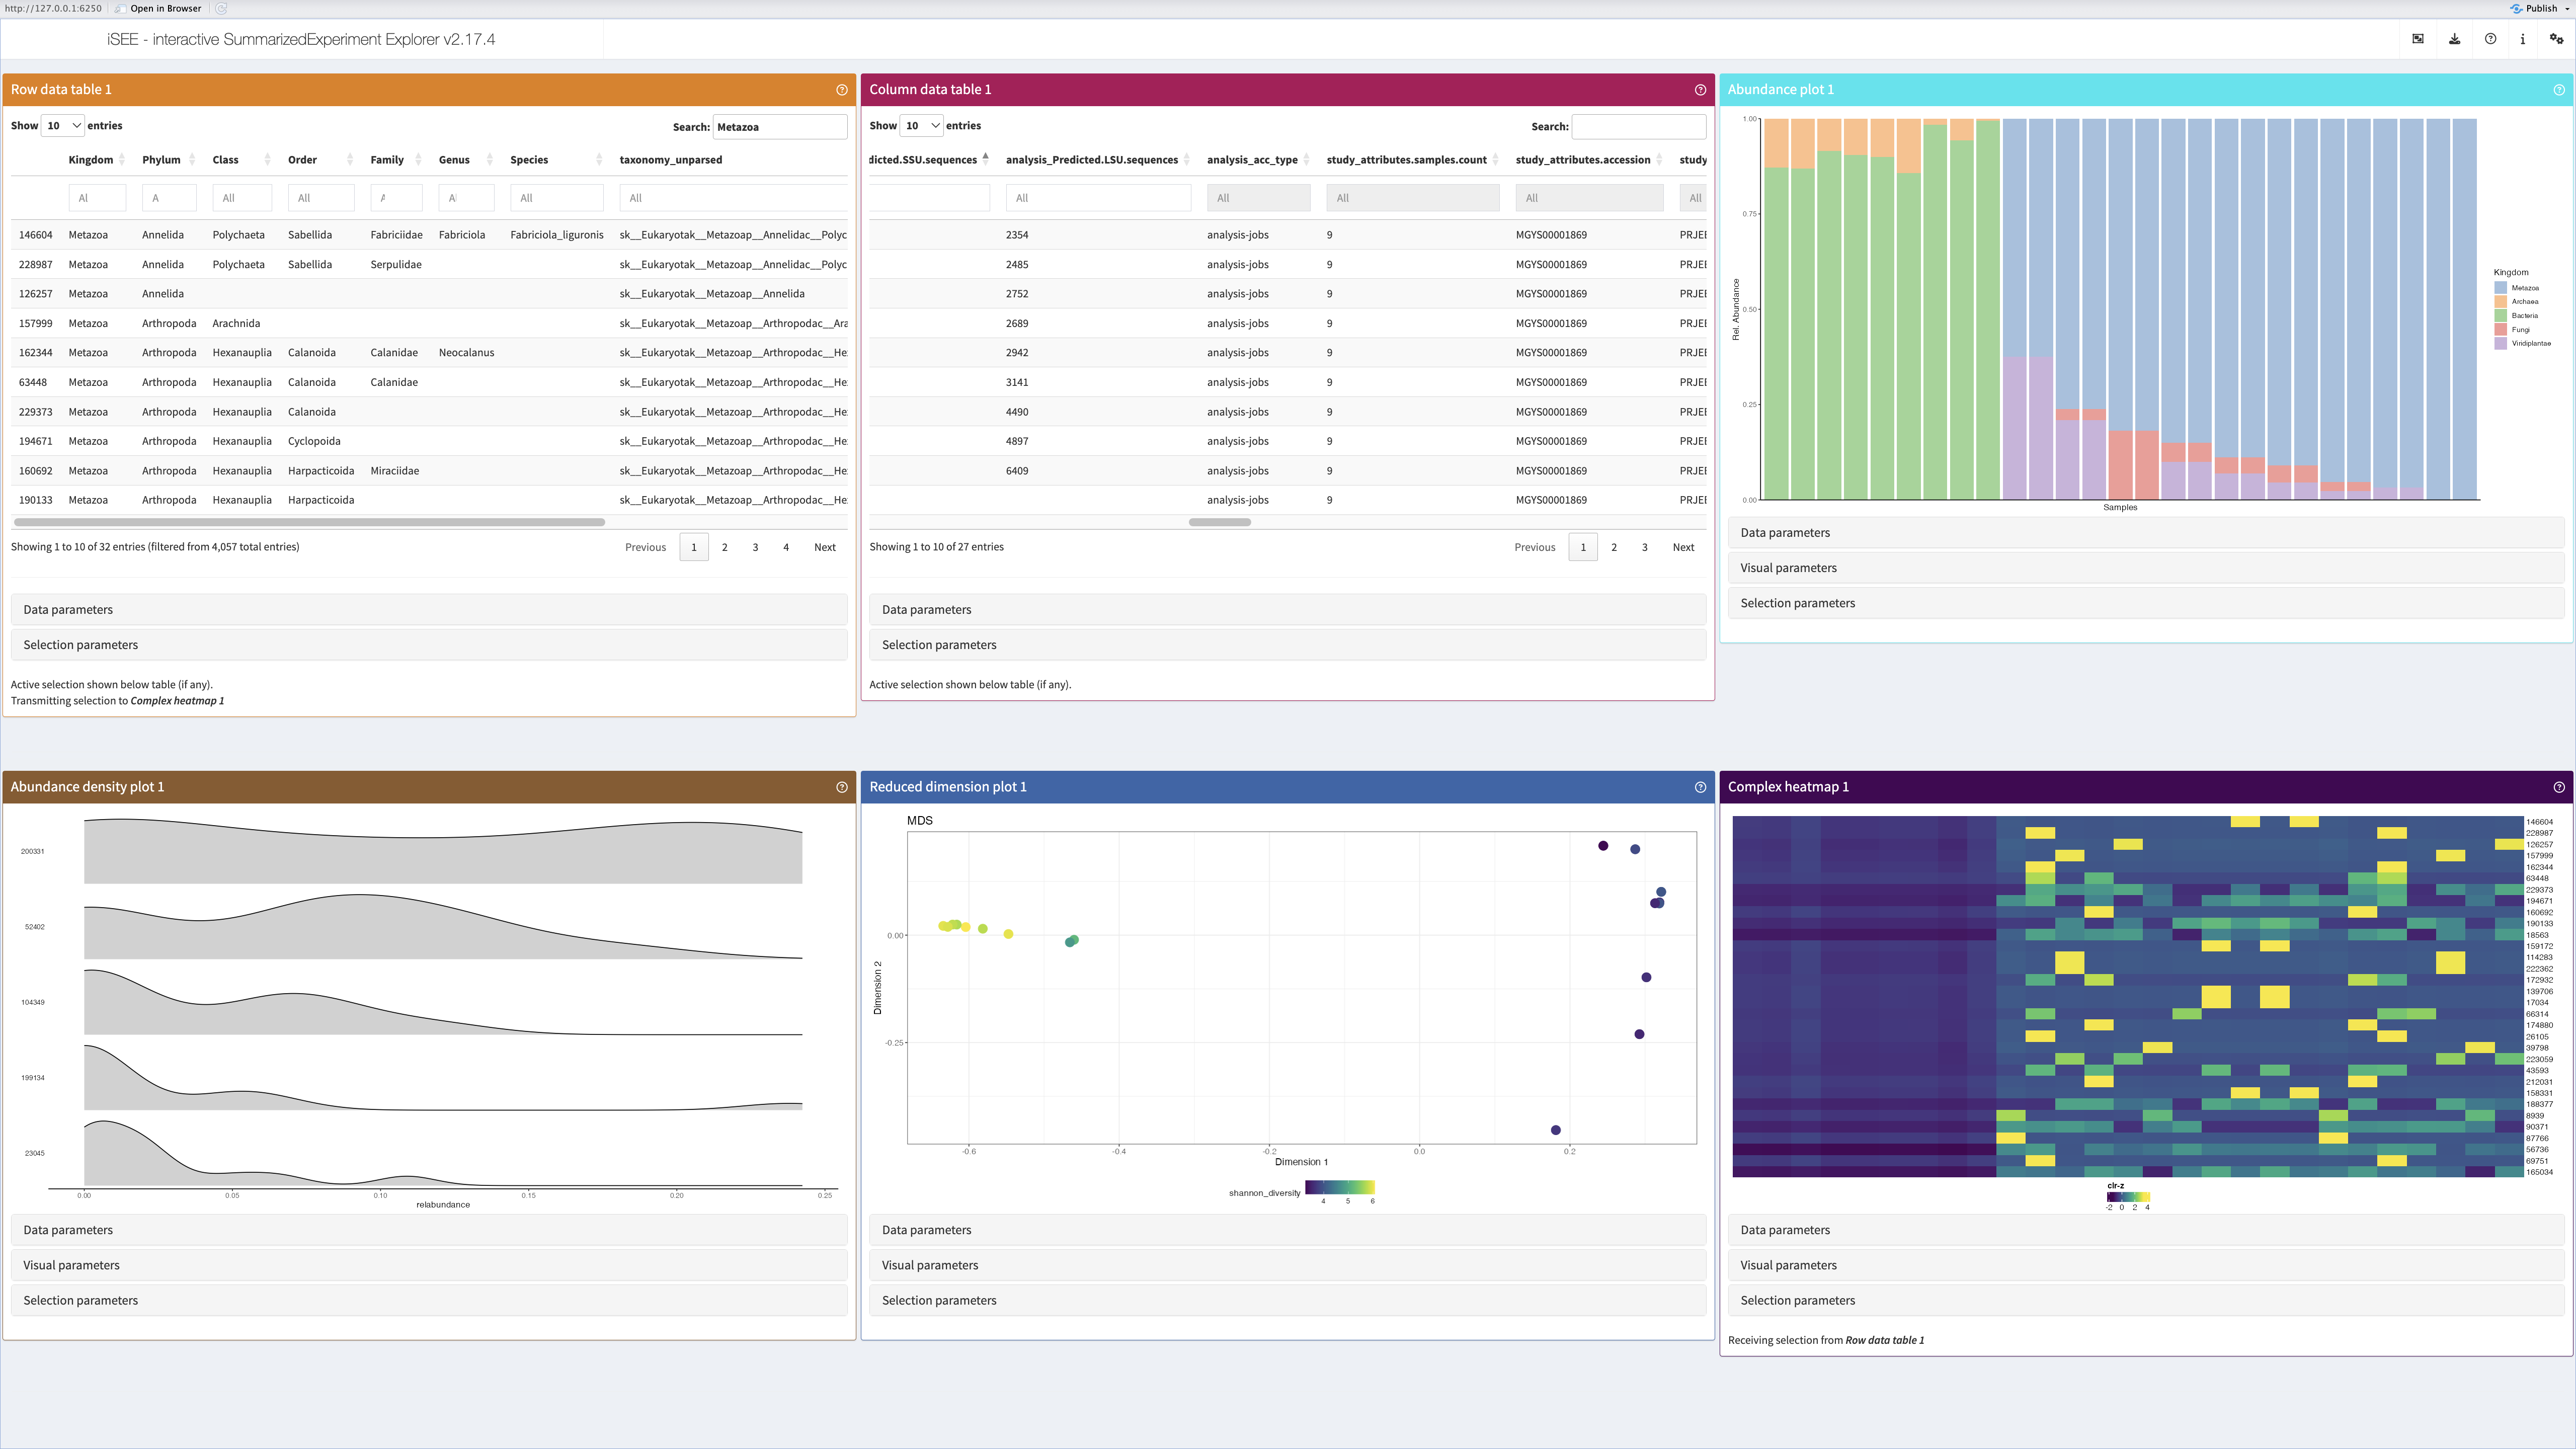 http://127.0.0.1:6250 Open in Browser Publish
iSEE - interactive SummarizedExperiment Explorer v2.17.4
Row data table 1
Show 10 entries Search: Metazoa
Kingdom Phylum Class Order Family Genus Species taxonomy_unparsed
Al A All All A Al All All
146604 Metazoa Annelida Polychaeta Sabellida Fabriciidae Fabriciola Fabriciola_liguronis sk__Eukaryotak__Metazoap__Annelidac__Polyc
228987 Metazoa Annelida Polychaeta Sabellida Serpulidae sk__Eukaryotak__Metazoap__Annelidac__Polyc
126257 Metazoa Annelida sk__Eukaryotak__Metazoap__Annelida
157999 Metazoa Arthropoda Arachnida sk__Eukaryotak__Metazoap__Arthropodac__Ara
162344 Metazoa Arthropoda Hexanauplia Calanoida Calanidae Neocalanus sk__Eukaryotak__Metazoap__Arthropodac__He
63448 Metazoa Arthropoda Hexanauplia Calanoida Calanidae sk__Eukaryotak__Metazoap__Arthropodac__He
229373 Metazoa Arthropoda Hexanauplia Calanoida sk__Eukaryotak__Metazoap__Arthropodac__He
194671 Metazoa Arthropoda Hexanauplia Cyclopoida sk__Eukaryotak__Metazoap__Arthropodac__He
160692 Metazoa Arthropoda Hexanauplia Harpacticoida Miraciidae sk__Eukaryotak__Metazoap__Arthropodac__He
190133 Metazoa Arthropoda Hexanauplia Harpacticoida sk__Eukaryotak__Metazoap__Arthropodac__He
Showing 1 to 10 of 32 entries (filtered from 4,057 total entries) Previous 1 2 3 4 Next
Data parameters
Selection parameters
Active selection shown below table (if any).
Transmitting selection to Complex heatmap 1
Column data table 1
Show 10 entries Search:
dicted.SSU.sequences analysis_Predicted.LSU.sequences analysis_acc_type study_attributes.samples.count study_attributes.accession study
All All All All All
2354 analysis-jobs 9 MGYS00001869 PRJEI
2485 analysis-jobs 9 MGYS00001869 PRJEI
2752 analysis-jobs 9 MGYS00001869 PRJEI
2689 analysis-jobs 9 MGYS00001869 PRJEI
2942 analysis-jobs 9 MGYS00001869 PRJEI
3141 analysis-jobs 9 MGYS00001869 PRJEI
4490 analysis-jobs 9 MGYS00001869 PRJEI
4897 analysis-jobs 9 MGYS00001869 PRJEI
6409 analysis-jobs 9 MGYS00001869 PRJEI
analysis-jobs 9 MGYS00001869 PRJEI
Showing 1 to 10 of 27 entries Previous 1 2 3 Next
Data parameters
Selection parameters
Active selection shown below table (if any).
Abundance plot 1
1.00
0.75
0.50
0.25
0.00
Rel. Abundance
Samples
Kingdom
Metazoa
Archaea
Bacteria
Fungi
Viridiplantae
Data parameters
Visual parameters
Selection parameters
Abundance density plot 1
200331
52402
104349
199134
23045
0.00 0.05 0.10 0.15 0.20 0.25
relabundance
Data parameters
Visual parameters
Selection parameters
Reduced dimension plot 1
MDS
0.00
-0.25
Dimension 2
-0.6 -0.4 -0.2 0.0 0.2
Dimension 1
shannon_diversity
4 5 6
Data parameters
Visual parameters
Selection parameters
Complex heatmap 1
146604
228987
126257
157999
162344
63448
229373
194671
160692
190133
18563
159172
114283
222362
172932
139706
17034
66314
174880
26105
39798
223059
43593
212031
158331
188377
8939
90371
87766
56736
69751
165034
clr-z
-2 0 2 4
Data parameters
Visual parameters
Selection parameters
Receiving selection from Row data table 1